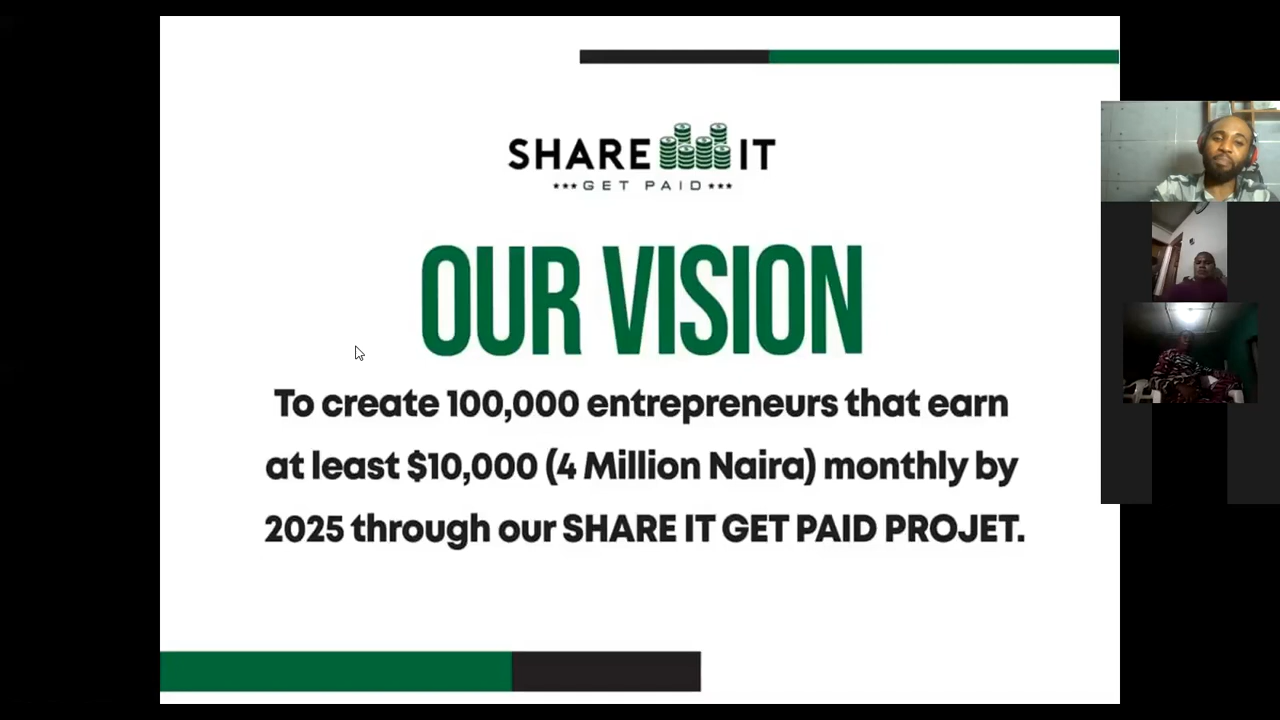 SHARE IT
***GET PAID***
OUR VISION
To create 100,000 entrepreneurs that earn
at least $10,000 (4 Million Naira) monthly by
2025 through our SHARE IT GET PAID PROJET.